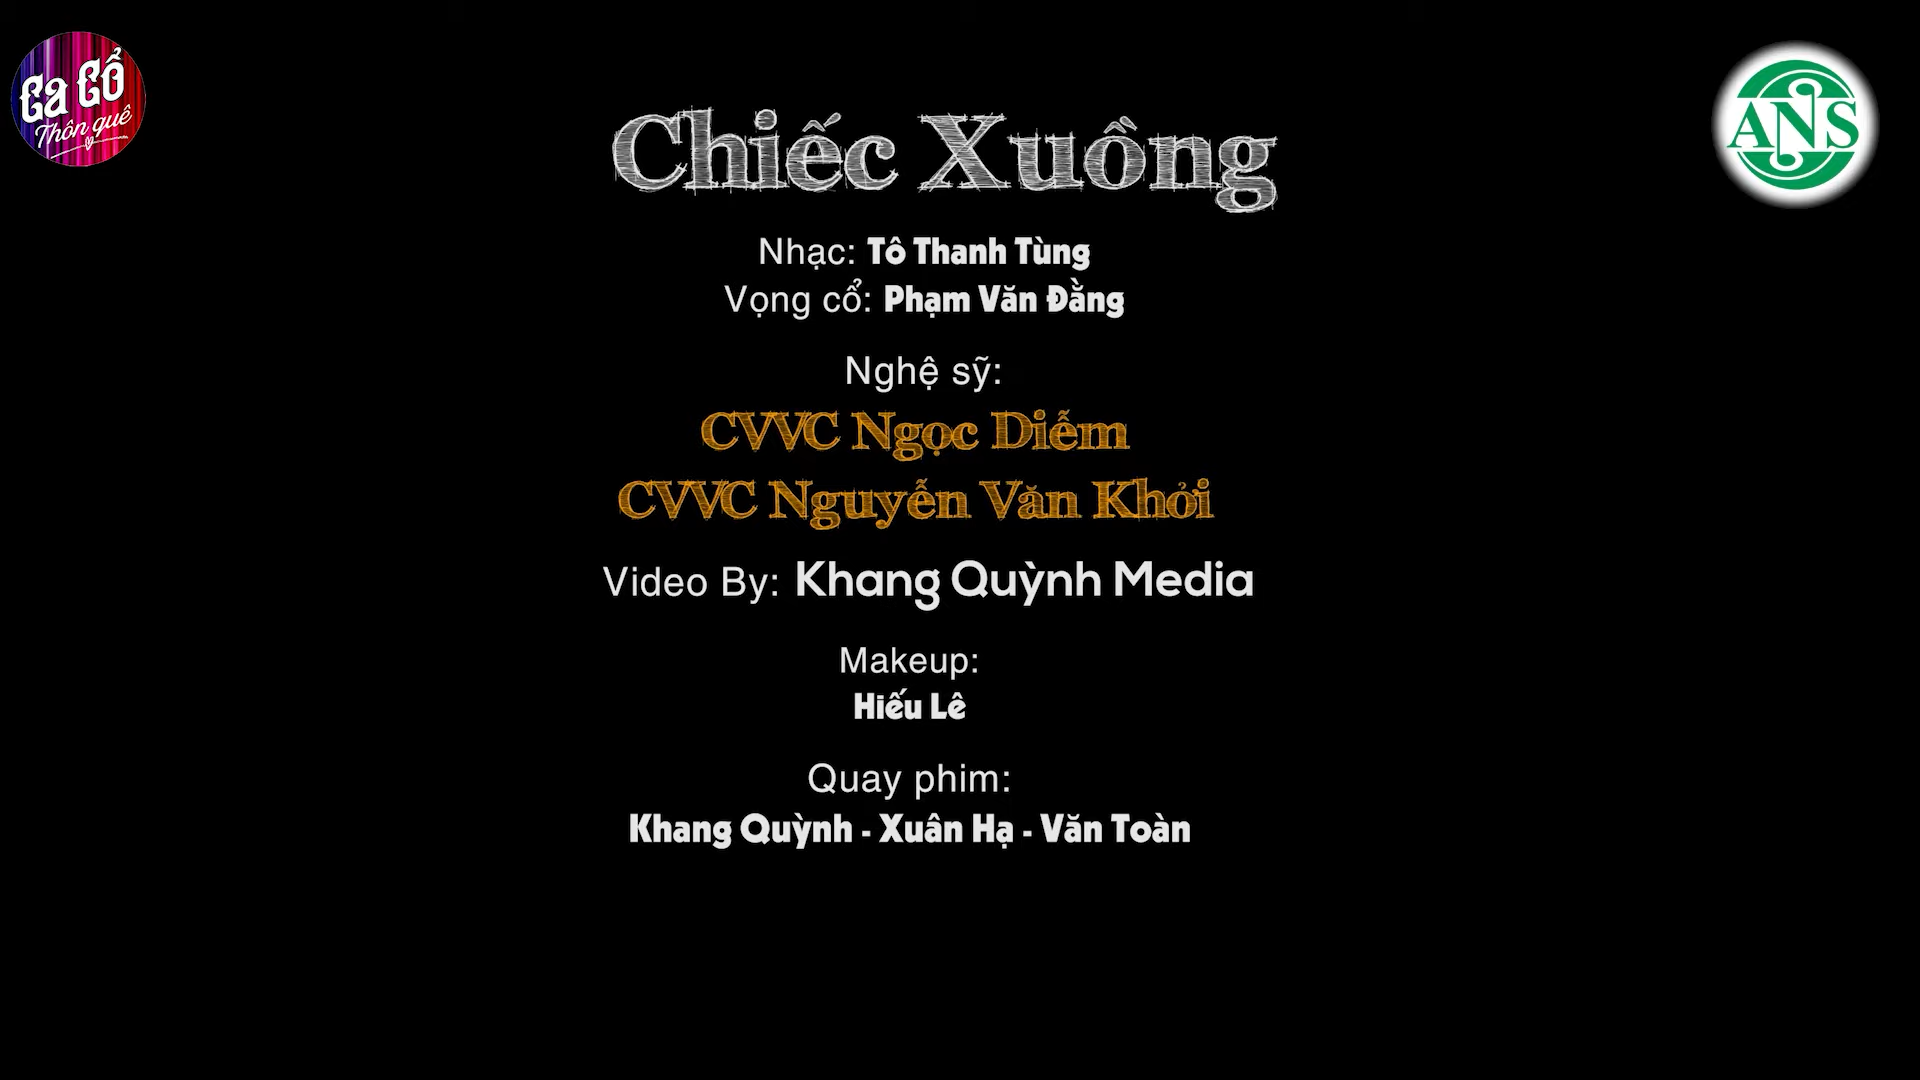 Ca Cổ
Thôn quê
ANS
Chiếc Xuồng
Nhạc: Tô Thanh Tùng
Vọng cổ: Phạm Văn Đằng
Nghệ sỹ:
CVVC Ngọc Diễm
CVVC Nguyễn Văn Khởi
Video By: Khang Quỳnh Media
Makeup:
Hiếu Lê
Quay phim:
Khang Quỳnh - Xuân Hạ - Văn Toàn